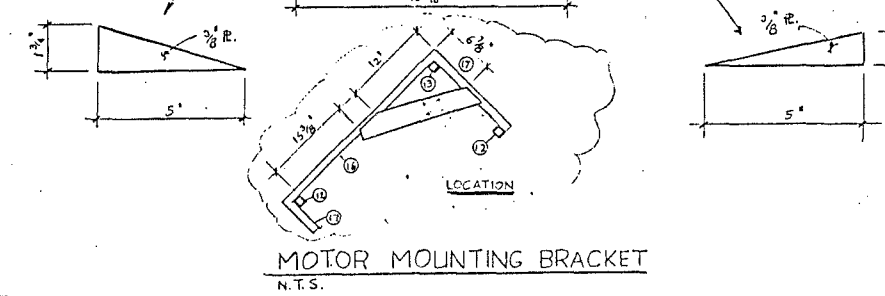 1 3/4"
3/8 PL.
5"
12"
6 3/8"
17
13
15 3/8"
16
12
12
17
3/8" PL.
5"
LOCATION
MOTOR MOUNTING BRACKET
N.T.S.